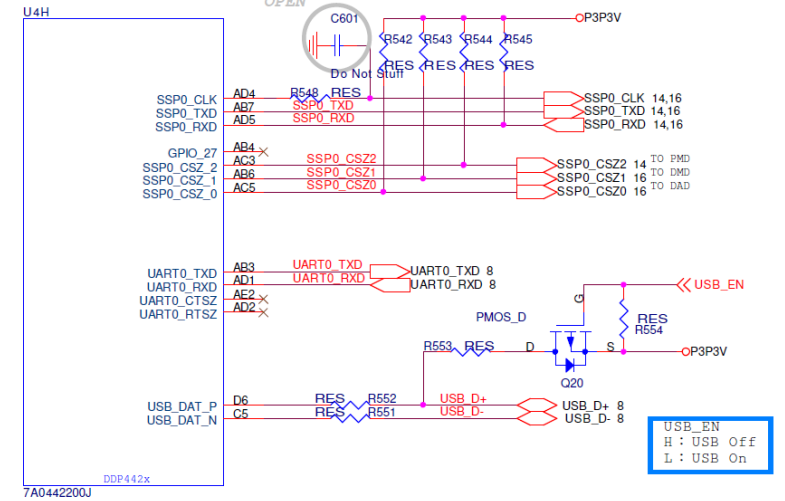 OPEN
U4H
C601
P3P3V
R542 R543 R544 R545
RES RES RES RES
Do Not Stuff
SSP0_CLK AD4 R548 RES SSP0_CLK 14,16
SSP0_TXD AB7 SSP0_TXD SSP0_TXD 14,16
SSP0_RXD AD5 SSP0_RXD SSP0_RXD 14,16
GPIO_27 AB4
SSP0_CSZ_2 AC3 SSP0_CSZ2 SSP0_CSZ2 14 TO PMD
SSP0_CSZ_1 AB6 SSP0_CSZ1 SSP0_CSZ1 16 TO DMD
SSP0_CSZ_0 AC5 SSP0_CSZ0 SSP0_CSZ0 16 TO DAD
UART0_TXD AB3 UART0_TXD UART0_TXD 8
UART0_RXD AD1 UART0_RXD UART0_RXD 8
UART0_CTSZ AE2
UART0_RTSZ AD2
USB_EN
G
PMOS_D
RES
R554
R553 RES D S P3P3V
Q20
USB_DAT_P D6 RES R552 USB_D+ USB_D+ 8
USB_DAT_N C5 RES R551 USB_D- USB_D- 8
USB_EN
H : USB Off
L : USB On
DDP442x
7A0442200J